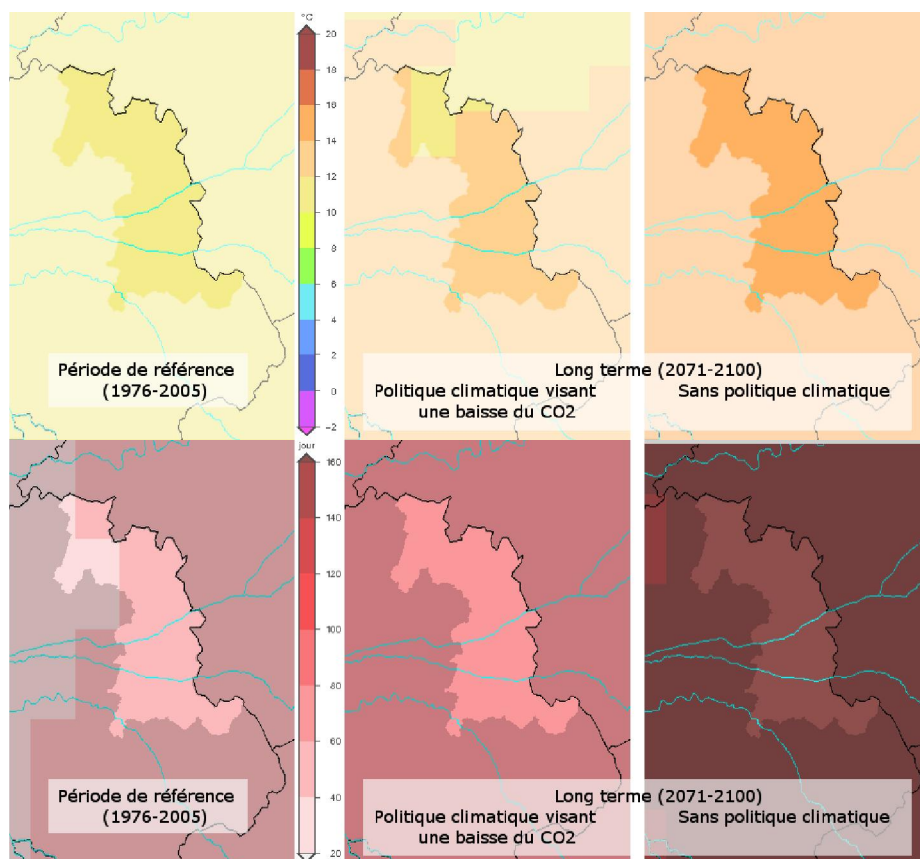 °C
20
18
16
14
12
10
8
6
4
2
0
−2
Période de référence
(1976-2005)
Long terme (2071-2100)
Politique climatique visant
une baisse du CO2
Sans politique climatique
jour
160
140
120
100
80
60
40
20
Période de référence
(1976-2005)
Long terme (2071-2100)
Politique climatique visant
une baisse du CO2
Sans politique climatique